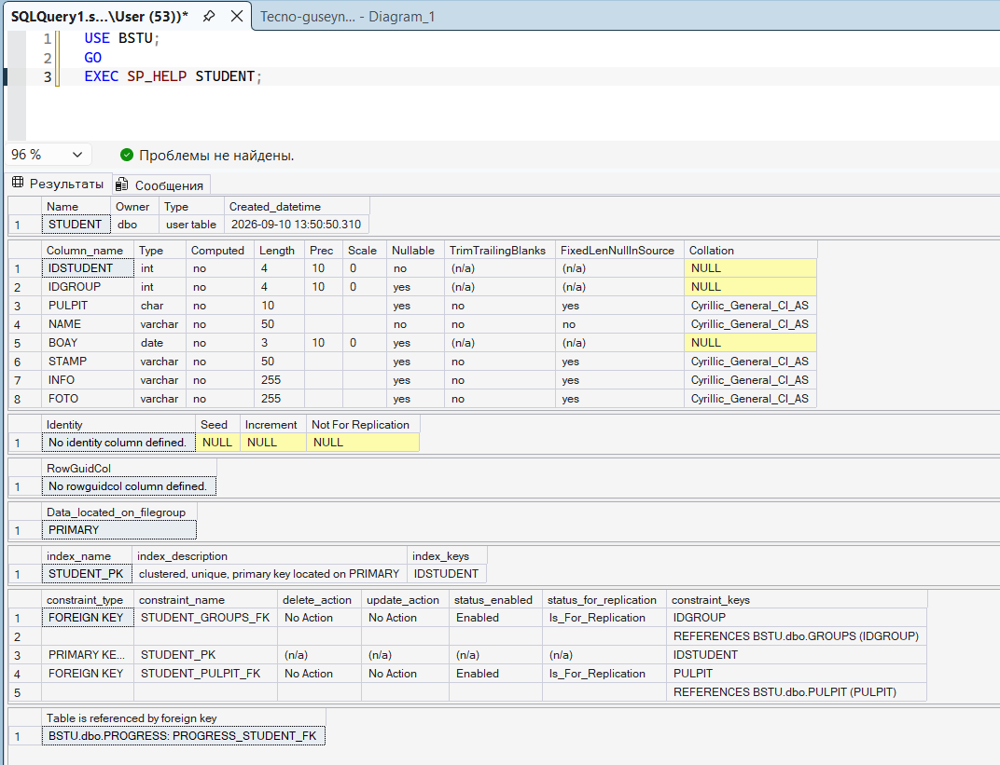 SQLQuery1.s...\User (53))* Tecno-guseyn... - Diagram_1
1 USE BSTU;
2 GO
3 EXEC SP_HELP STUDENT;
96 % Проблемы не найдены.
Результаты Сообщения
Name Owner Type Created_datetime
1 STUDENT dbo user table 2026-09-10 13:50:50.310
Column_name Type Computed Length Prec Scale Nullable TrimTrailingBlanks FixedLenNullInSource Collation
1 IDSTUDENT int no 4 10 0 no (n/a) (n/a) NULL
2 IDGROUP int no 4 10 0 yes (n/a) (n/a) NULL
3 PULPIT char no 10 yes no yes Cyrillic_General_CI_AS
4 NAME varchar no 50 no no no Cyrillic_General_CI_AS
5 BOAY date no 3 10 0 yes (n/a) (n/a) NULL
6 STAMP varchar no 50 yes no yes Cyrillic_General_CI_AS
7 INFO varchar no 255 yes no yes Cyrillic_General_CI_AS
8 FOTO varchar no 255 yes no yes Cyrillic_General_CI_AS
Identity Seed Increment Not For Replication
1 No identity column defined. NULL NULL NULL
RowGuidCol
1 No rowguidcol column defined.
Data_located_on_filegroup
1 PRIMARY
index_name index_description index_keys
1 STUDENT_PK clustered, unique, primary key located on PRIMARY IDSTUDENT
constraint_type constraint_name delete_action update_action status_enabled status_for_replication constraint_keys
1 FOREIGN KEY STUDENT_GROUPS_FK No Action No Action Enabled Is_For_Replication IDGROUP
2 REFERENCES BSTU.dbo.GROUPS (IDGROUP)
3 PRIMARY KE... STUDENT_PK (n/a) (n/a) (n/a) (n/a) IDSTUDENT
4 FOREIGN KEY STUDENT_PULPIT_FK No Action No Action Enabled Is_For_Replication PULPIT
5 REFERENCES BSTU.dbo.PULPIT (PULPIT)
Table is referenced by foreign key
1 BSTU.dbo.PROGRESS: PROGRESS_STUDENT_FK